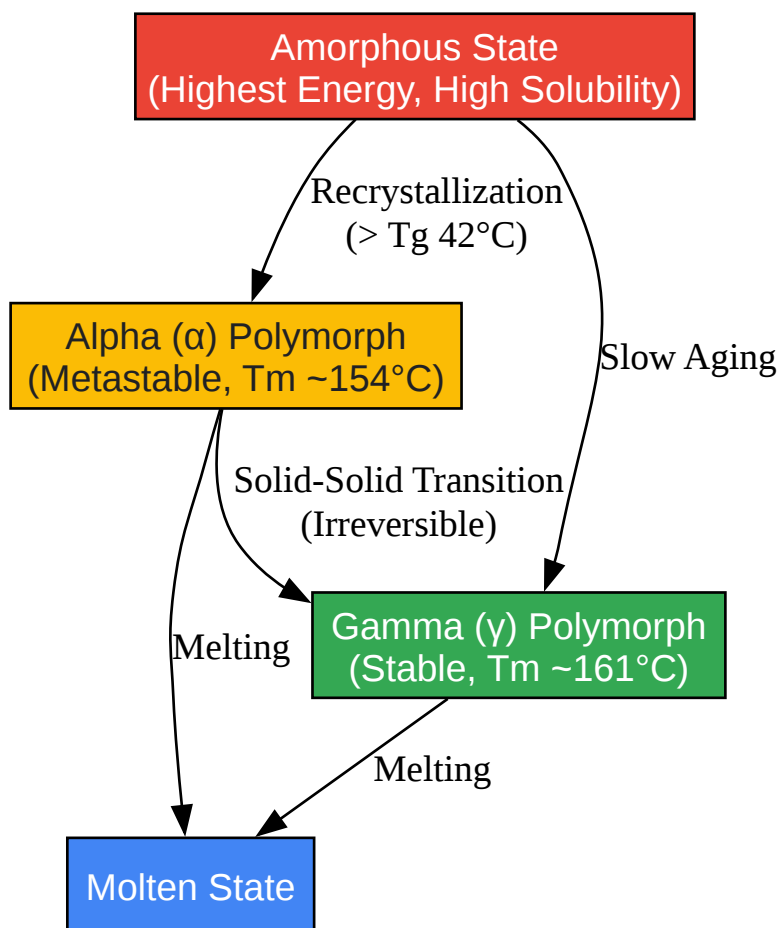 Amorphous State
(Highest Energy, High Solubility)
Recrystallization
(> Tg 42°C)
Alpha (α) Polymorph
(Metastable, Tm ~154°C)
Slow Aging
Solid-Solid Transition
(Irreversible)
Gamma (γ) Polymorph
(Stable, Tm ~161°C)
Melting
Melting
Molten State